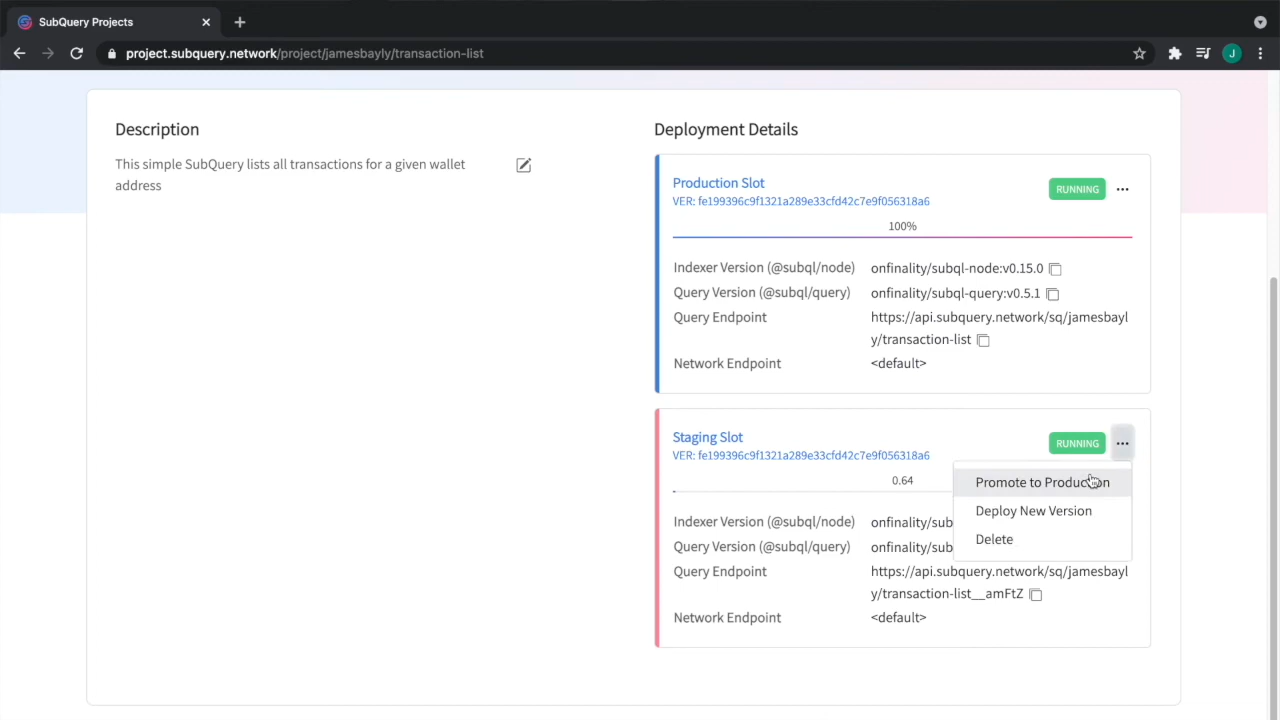 SubQuery Projects
project.subquery.network/project/jamesbayly/transaction-list
J
Description
This simple SubQuery lists all transactions for a given wallet
address
Deployment Details
Production Slot
RUNNING
VER: fe199396c9f1321a289e33cfd42c7e9f056318a6
100%
Indexer Version (@subql/node) onfinality/subql-node:v0.15.0
Query Version (@subql/query) onfinality/subql-query:v0.5.1
Query Endpoint https://api.subquery.network/sq/jamesbayl
y/transaction-list
Network Endpoint <default>
Staging Slot
RUNNING
VER: fe199396c9f1321a289e33cfd42c7e9f056318a6
0.64
Promote to Production
Deploy New Version
Delete
Indexer Version (@subql/node) onfinality/sub
Query Version (@subql/query) onfinality/sub
Query Endpoint https://api.subquery.network/sq/jamesbayl
y/transaction-list__amFtZ
Network Endpoint <default>